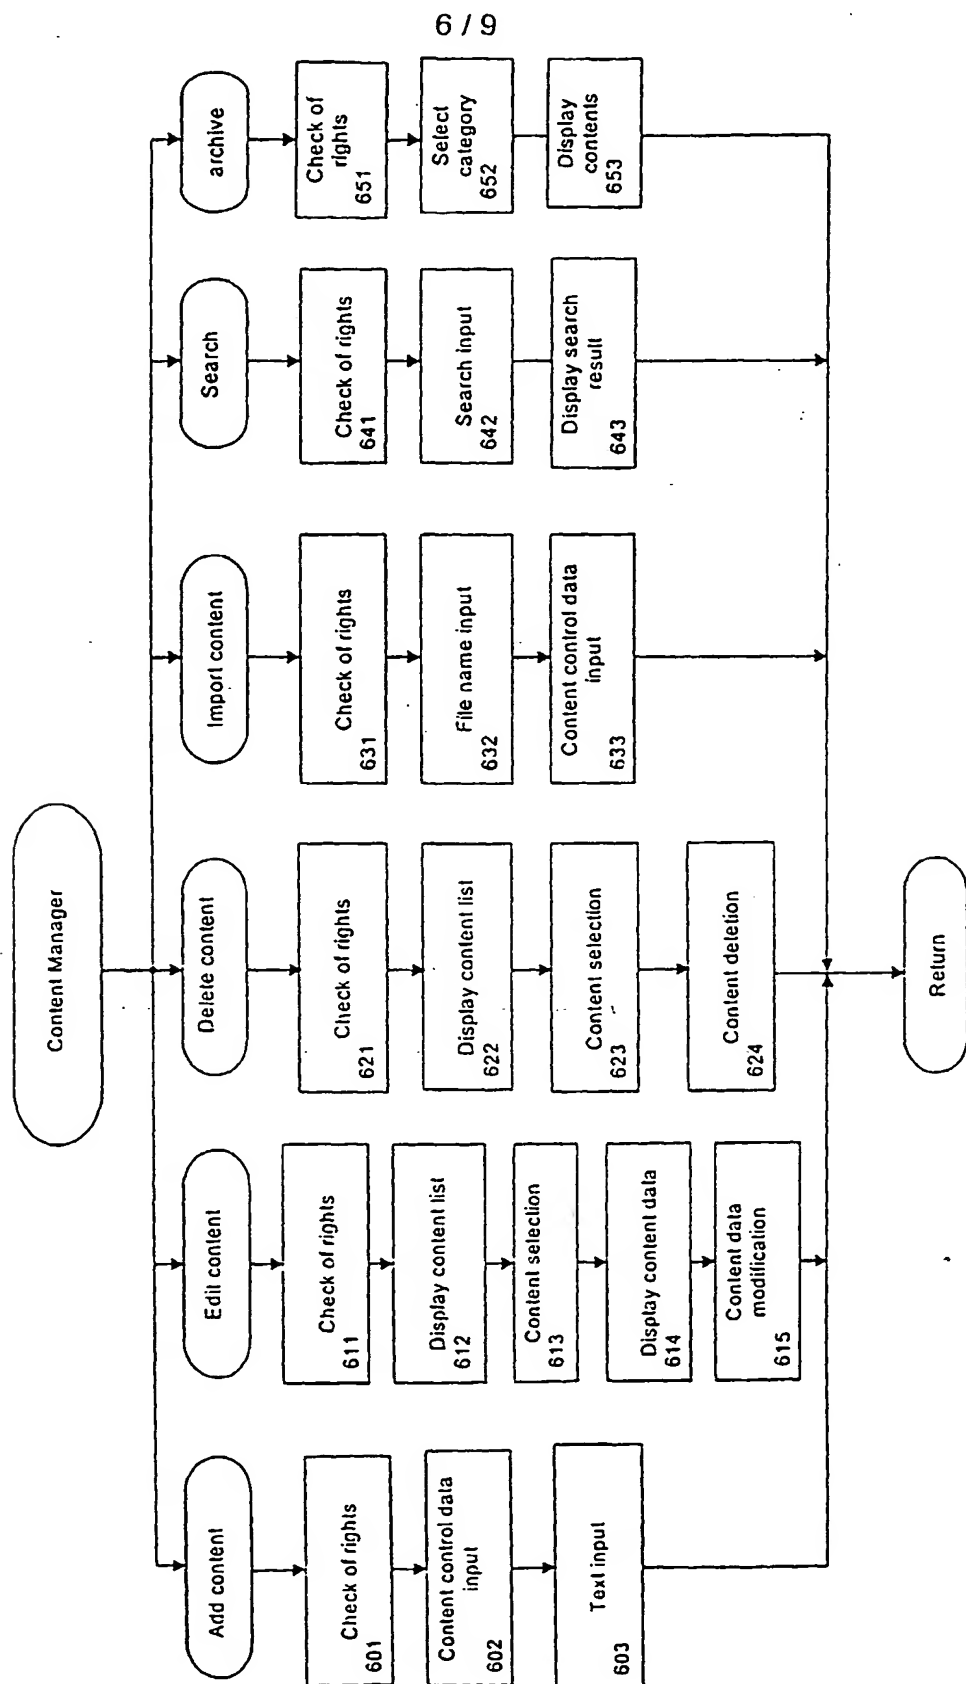 6 / 9
Content Manager
Add content
Edit content
Delete content
Import content
Search
archive
Check of rights
601
Content control data
input
602
Text input
603
Check of rights
611
Display content list
612
Content selection
613
Display content data
614
Content data
modification
615
Check of rights
621
Display content list
622
Content selection
623
Content deletion
624
Check of rights
631
File name input
632
Content control data
input
633
Check of rights
641
Search input
642
Display search
result
643
Check of
rights
651
Select
category
652
Display
contents
653
Return